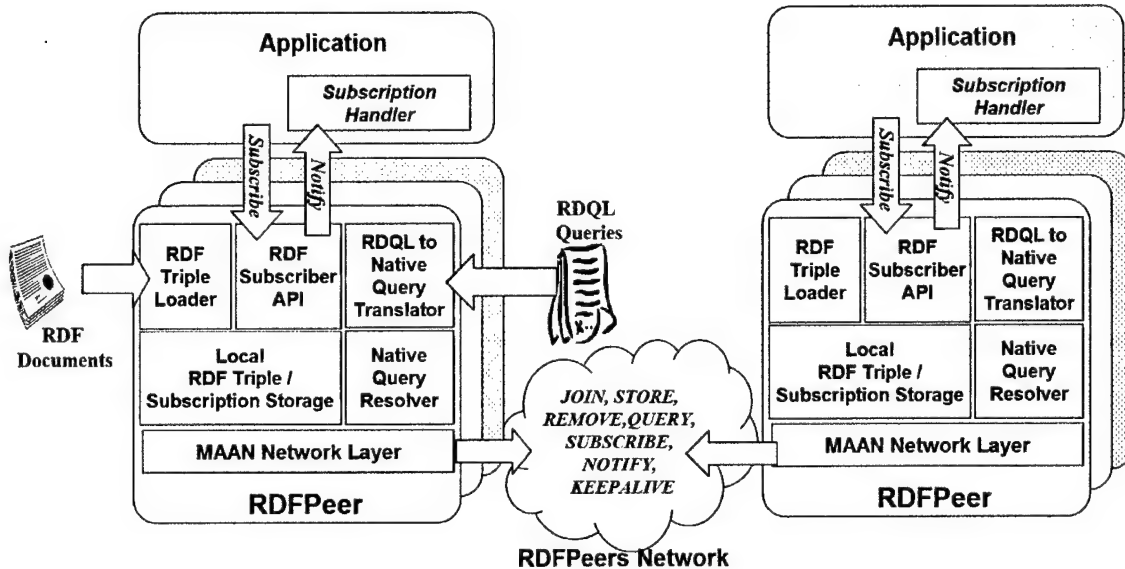 Application
Subscription
Handler
Subscribe
Notify
RDF
Triple
Loader
RDF
Subscriber
API
RDQL to
Native
Query
Translator
Local
RDF Triple /
Subscription Storage
Native
Query
Resolver
MAAN Network Layer
RDFPeer
RDF
Documents
RDQL
Queries
X..
JOIN, STORE,
REMOVE,QUERY,
SUBSCRIBE,
NOTIFY,
KEEPALIVE
RDFPeers Network
Application
Subscription
Handler
Subscribe
Notify
RDF
Triple
Loader
RDF
Subscriber
API
RDQL to
Native
Query
Translator
Local
RDF Triple /
Subscription Storage
Native
Query
Resolver
MAAN Network Layer
RDFPeer